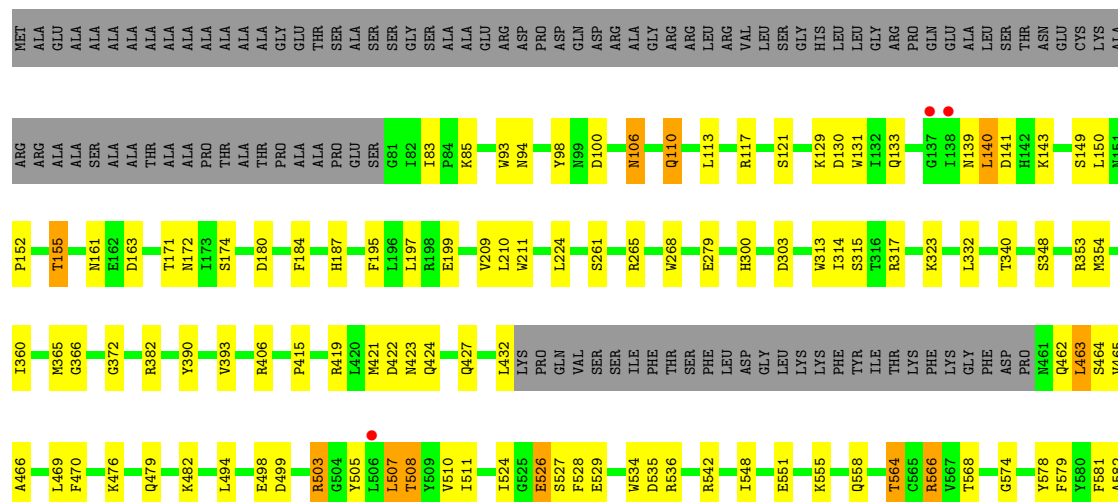 MET ALA GLU ALA ALA ALA ALA ALA ALA ALA ALA GLY GLU THR SER ALA SER SER GLY SER ALA ALA GLU ARG ASP PRO ASP GLN ASP ARG ALA GLY ARG ARG LEU ARG VAL LEU SER GLY HIS LEU LEU GLY ARG PRO GLN GLU ALA LEU SER THR ASN GLU CYS LYS
ARG ARG ALA ALA SER ALA ALA THR ALA ALA PRO THR ALA THR PRO ALA ALA PRO GLU SER G81 I82 I83 P84 K85 W93 N94 Y98 N99 D100 N106 Q110 L113 R117 S121 K129 D130 W131 I132 Q133 G137 I138 N139 L140 D141 H142 K143 S149 L150
P152 T155 N161 E162 D163 T171 N172 I173 S174 D180 F184 H187 F195 L196 L197 R198 E199 V209 L210 W211 L224 S261 R265 W268 E279 H300 D303 W313 I314 S315 T316 R317 K323 L332 T340 S348 R353 M354
I360 M365 G366 G372 R382 Y390 V393 R406 P415 R419 L420 M421 D422 N423 Q424 Q427 L432 LYS PRO GLN VAL SER SER ILE PHE THR SER PHE LEU ASP GLY LEU LYS LYS PHE TYR ILE THR LYS PHE LYS GLY PHE ASP PRO N461 Q462 L463 S464 V465
A466 L469 F470 K476 Q479 K482 L494 E498 D499 R503 G504 Y505 L506 L507 T508 Y509 V510 I511 I524 G525 E526 S527 F528 E529 W534 D535 R536 R542 I548 E551 K555 Q558 T564 C565 R566 V567 T568 G574 Y578 F579 Y580 F581